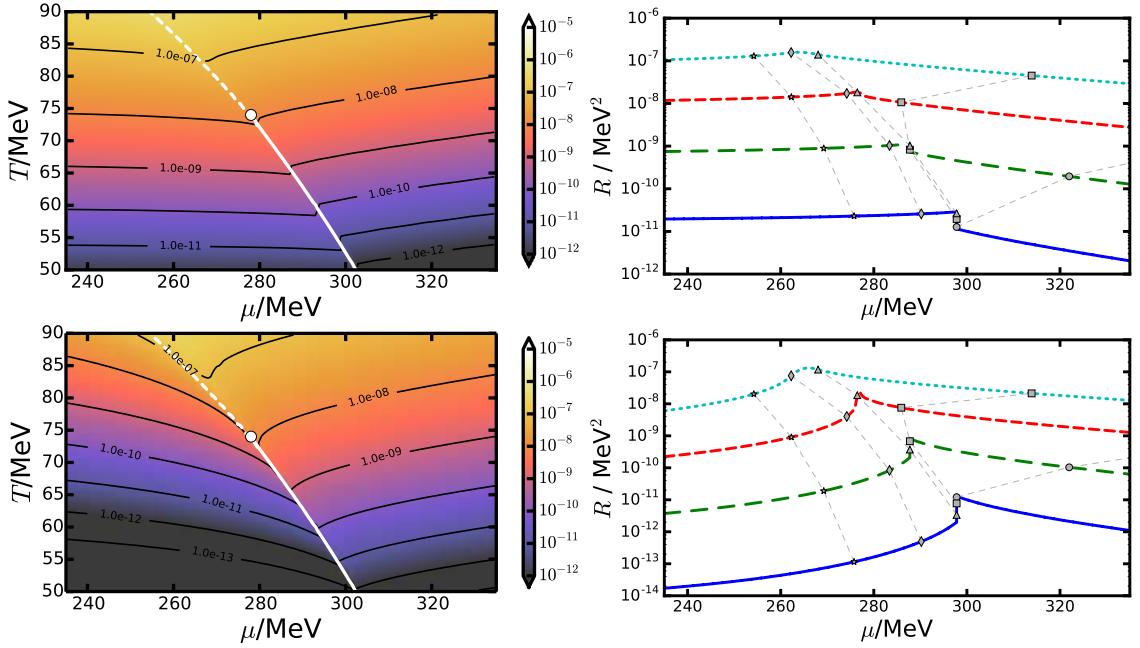 90
85
80
75
70
65
60
55
50
T/MeV
1.0e-07
1.0e-08
1.0e-09
1.0e-10
1.0e-11
1.0e-12
240 260 280 300 320
μ/MeV
10⁻⁵
10⁻⁶
10⁻⁷
10⁻⁸
10⁻⁹
10⁻¹⁰
10⁻¹¹
10⁻¹²
10⁻⁶
10⁻⁷
10⁻⁸
10⁻⁹
10⁻¹⁰
10⁻¹¹
10⁻¹²
R / MeV²
240 260 280 300 320
μ/MeV
90
85
80
75
70
65
60
55
50
T/MeV
1.0e-07
1.0e-08
1.0e-09
1.0e-10
1.0e-11
1.0e-12
1.0e-13
240 260 280 300 320
μ/MeV
10⁻⁵
10⁻⁶
10⁻⁷
10⁻⁸
10⁻⁹
10⁻¹⁰
10⁻¹¹
10⁻¹²
10⁻⁶
10⁻⁷
10⁻⁸
10⁻⁹
10⁻¹⁰
10⁻¹¹
10⁻¹²
10⁻¹³
10⁻¹⁴
R / MeV²
240 260 280 300 320
μ/MeV